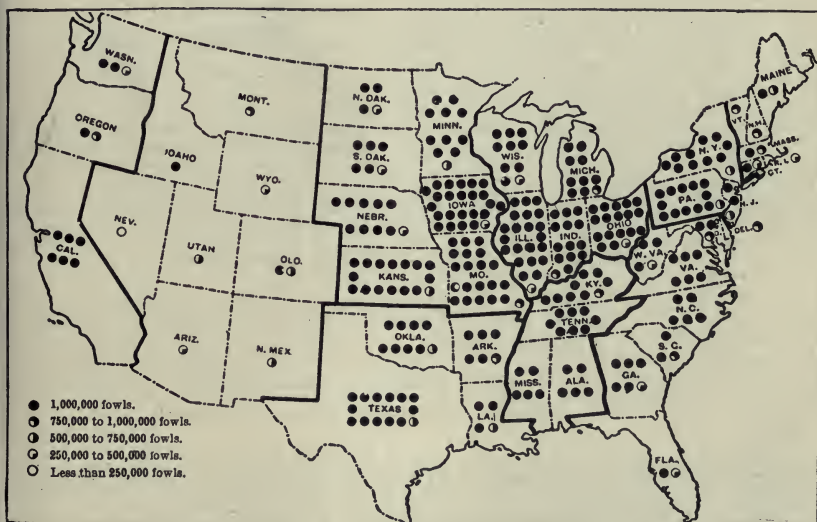 WASH.
MONT.
N. DAK.
MINN.
MAINE
VT.
N.H.
MASS.
OREGON
IDAHO
S. DAK.
WIS.
MICH.
N.Y.
R. I.
CT.
WYO.
IOWA
PA.
N. J.
NEBR.
NEV.
UTAH
OLO.
ILL.
IND.
OHIO
DEL.
CAL.
KANS.
MO.
W. VA.
VA.
KY.
N. C.
TENN.
ARIZ.
N. MEX.
OKLA.
ARK.
S. C.
MISS.
ALA.
GA.
TEXAS
LA.
FLA.
1,000,000 fowls.
750,000 to 1,000,000 fowls.
500,000 to 750,000 fowls.
250,000 to 500,000 fowls.
Less than 250,000 fowls.